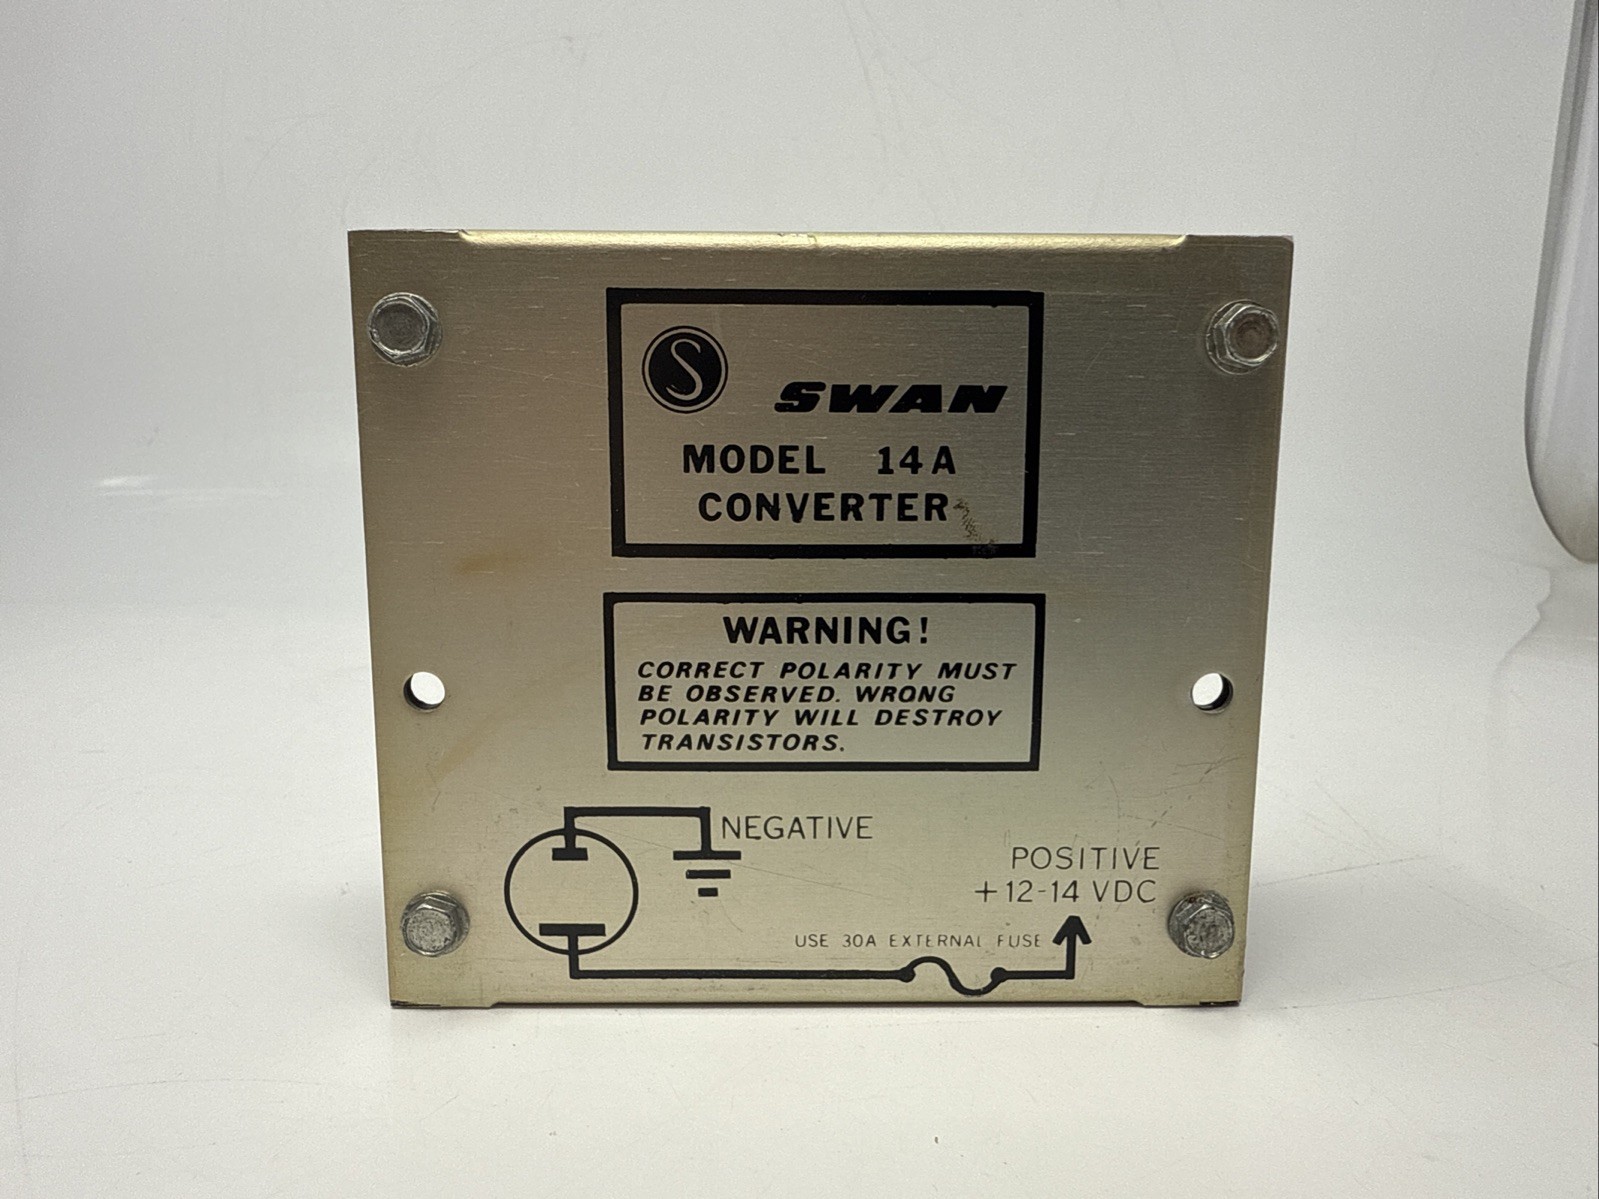 S
SWAN
MODEL 14A
CONVERTER
WARNING!
CORRECT POLARITY MUST
BE OBSERVED. WRONG
POLARITY WILL DESTROY
TRANSISTORS.
NEGATIVE
POSITIVE
+12-14 VDC
USE 30A EXTERNAL FUSE